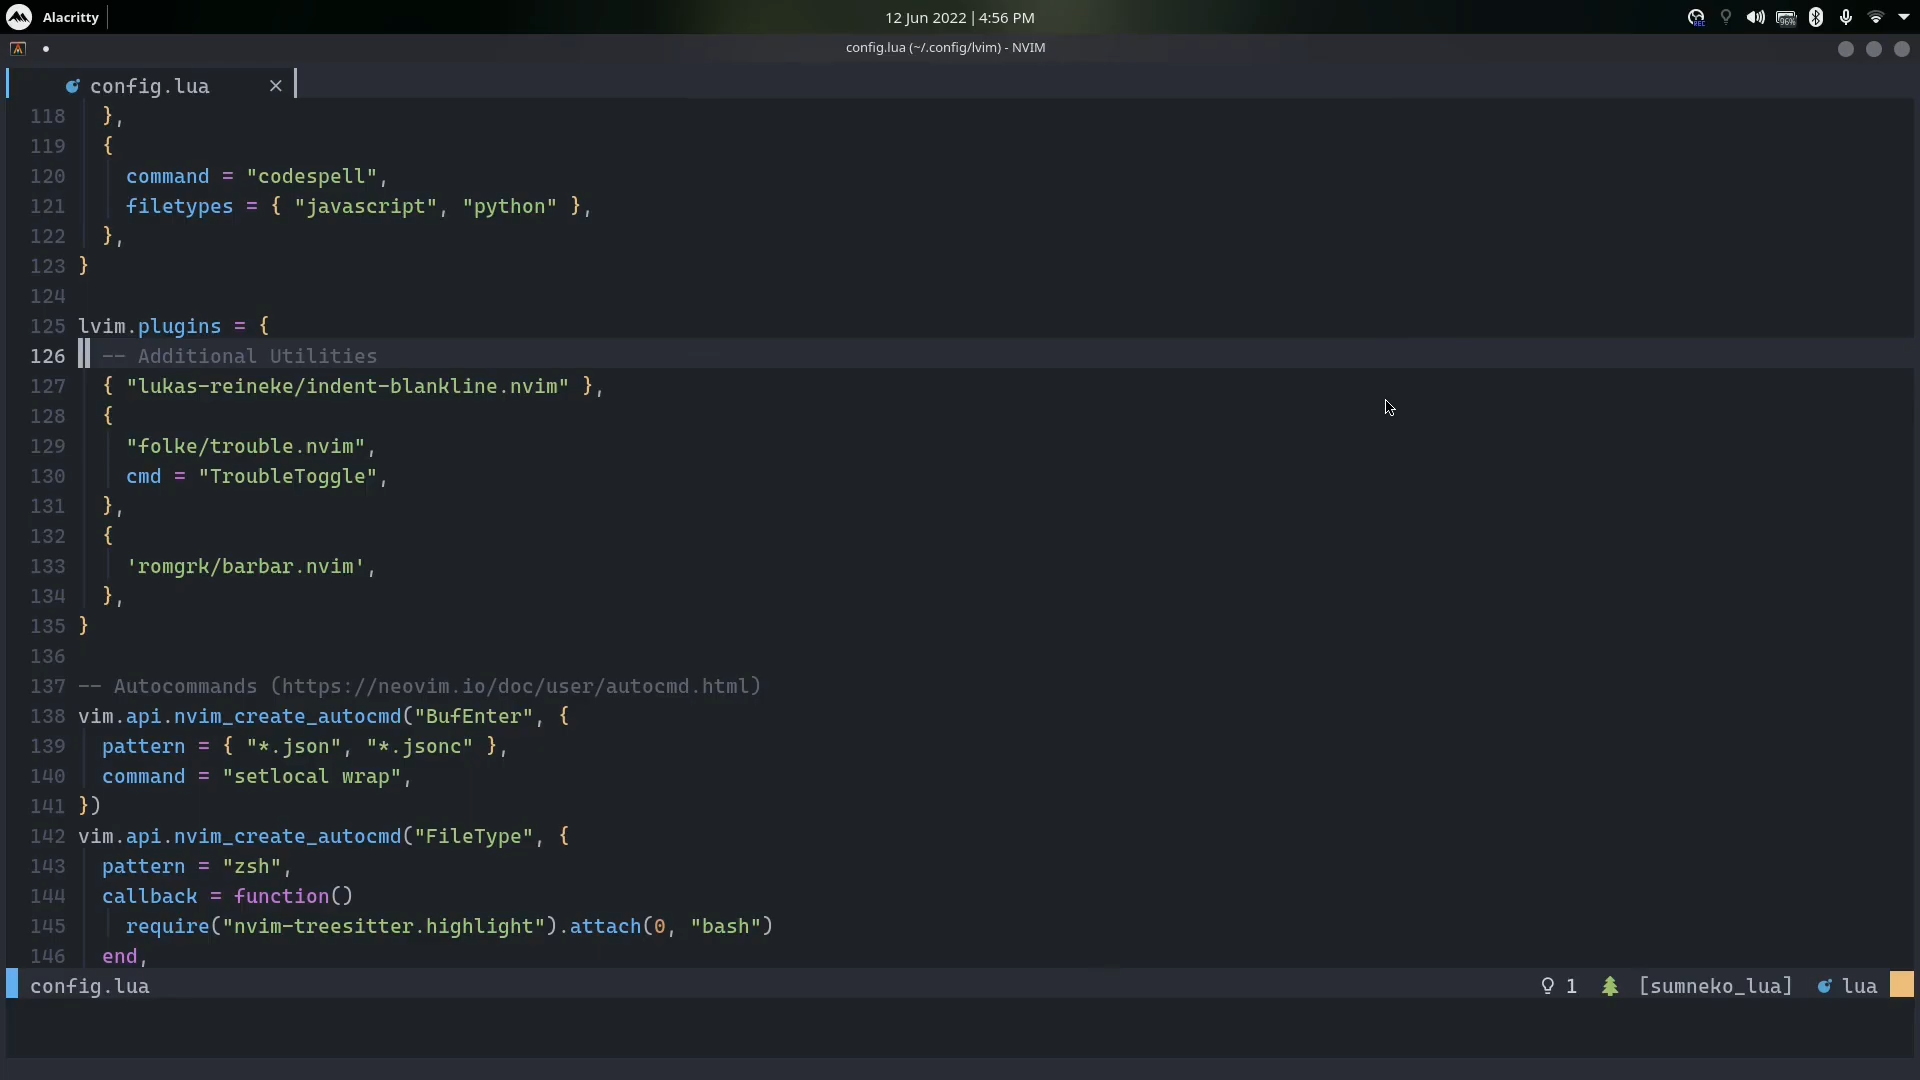 Alacritty
12 Jun 2022 | 4:56 PM
REC
96%
config.lua (~/.config/lvim) - NVIM
config.lua
118 },
119 {
120 command = "codespell",
121 filetypes = { "javascript", "python" },
122 },
123 }
124
125 lvim.plugins = {
126 -- Additional Utilities
127 { "lukas-reineke/indent-blankline.nvim" },
128 {
129 "folke/trouble.nvim",
130 cmd = "TroubleToggle",
131 },
132 {
133 'romgrk/barbar.nvim',
134 },
135 }
136
137 -- Autocommands (https://neovim.io/doc/user/autocmd.html)
138 vim.api.nvim_create_autocmd("BufEnter", {
139 pattern = { "*.json", "*.jsonc" },
140 command = "setlocal wrap",
141 })
142 vim.api.nvim_create_autocmd("FileType", {
143 pattern = "zsh",
144 callback = function()
145 require("nvim-treesitter.highlight").attach(0, "bash")
146 end,
config.lua
1 [sumneko_lua] lua